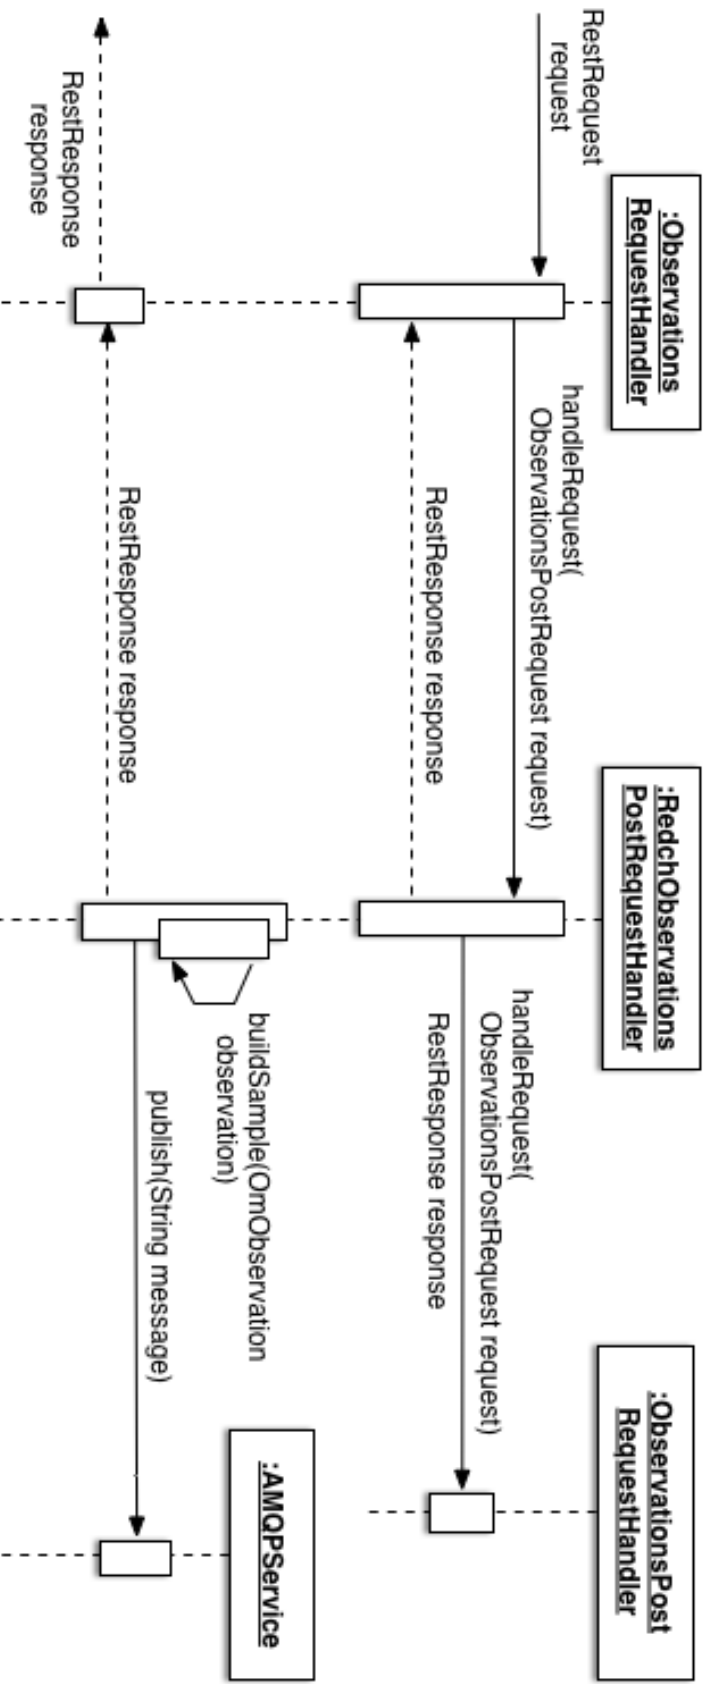 :Observations
RequestHandler
:RedchObservations
PostRequestHandler
:ObservationsPost
RequestHandler
RestRequest
request
handleRequest(
ObservationsPostRequest request)
handleRequest(
ObservationsPostRequest request)
RestResponse response
RestResponse response
:AMQPService
buildSample(OmObservation
observation)
publish(String message)
RestResponse response
RestResponse
response